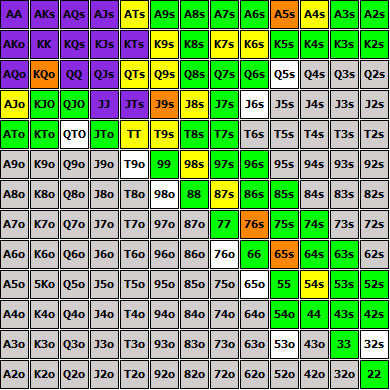 AA AKs AQs AJs ATs A9s A8s A7s A6s A5s A4s A3s A2s
AKo KK KQs KJs KTs K9s K8s K7s K6s K5s K4s K3s K2s
AQo KQo QQ QJs QTs Q9s Q8s Q7s Q6s Q5s Q4s Q3s Q2s
AJo KJO QJO JJ JTs J9s J8s J7s J6s J5s J4s J3s J2s
ATo KTo QTO JTo TT T9s T8s T7s T6s T5s T4s T3s T2s
A9o K9o Q9o J9o T9o 99 98s 97s 96s 95s 94s 93s 92s
A8o K8o Q8o J8o T8o 98o 88 87s 86s 85s 84s 83s 82s
A7o K7o Q7o J7o T7o 97o 87o 77 76s 75s 74s 73s 72s
A6o K6o Q6o J6o T6o 96o 86o 76o 66 65s 64s 63s 62s
A5o 5Ko Q5o J5o T5o 95o 85o 75o 65o 55 54s 53s 52s
A4o K4o Q4o J4o T4o 94o 84o 74o 64o 54o 44 43s 42s
A3o K3o Q3o J3o T3o 93o 83o 73o 63o 53o 43o 33 32s
A2o K2o Q2o J2o T2o 92o 82o 72o 62o 52o 42o 32o 22